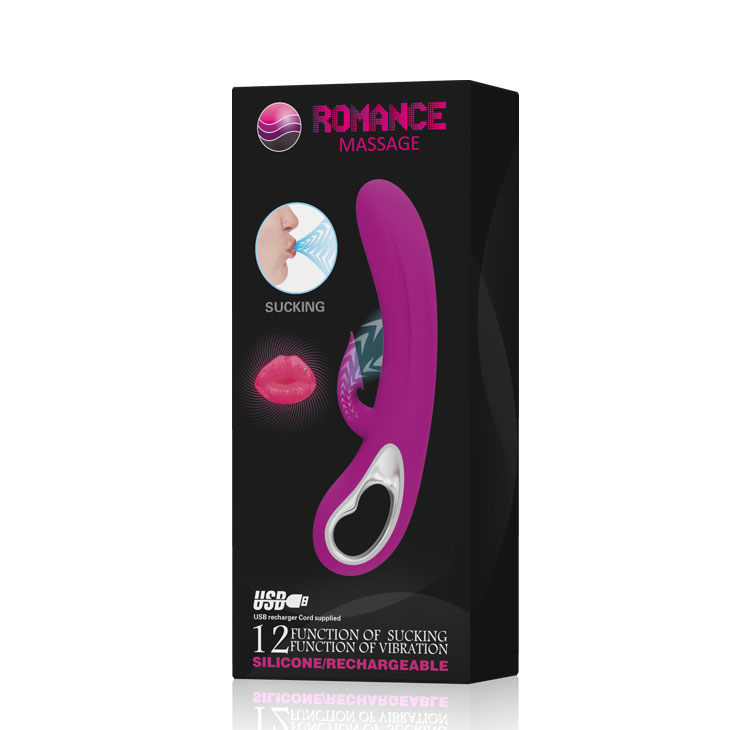 ROMANCE
MASSAGE
SUCKING
USB
USB recharger Cord supplied
12 FUNCTION OF SUCKING
FUNCTION OF VIBRATION
SILICONE/RECHARGEABLE